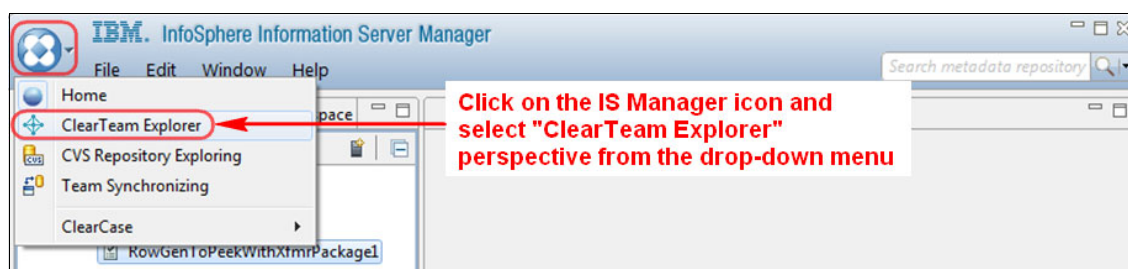 IBM. InfoSphere Information Server Manager
File Edit Window Help
Search metadata repository
Home
pace
ClearTeam Explorer
CVS Repository Exploring
Team Synchronizing
ClearCase
RowGenToPeekWithXfmrPackage1
Click on the IS Manager icon and
select "ClearTeam Explorer"
perspective from the drop-down menu
CVS